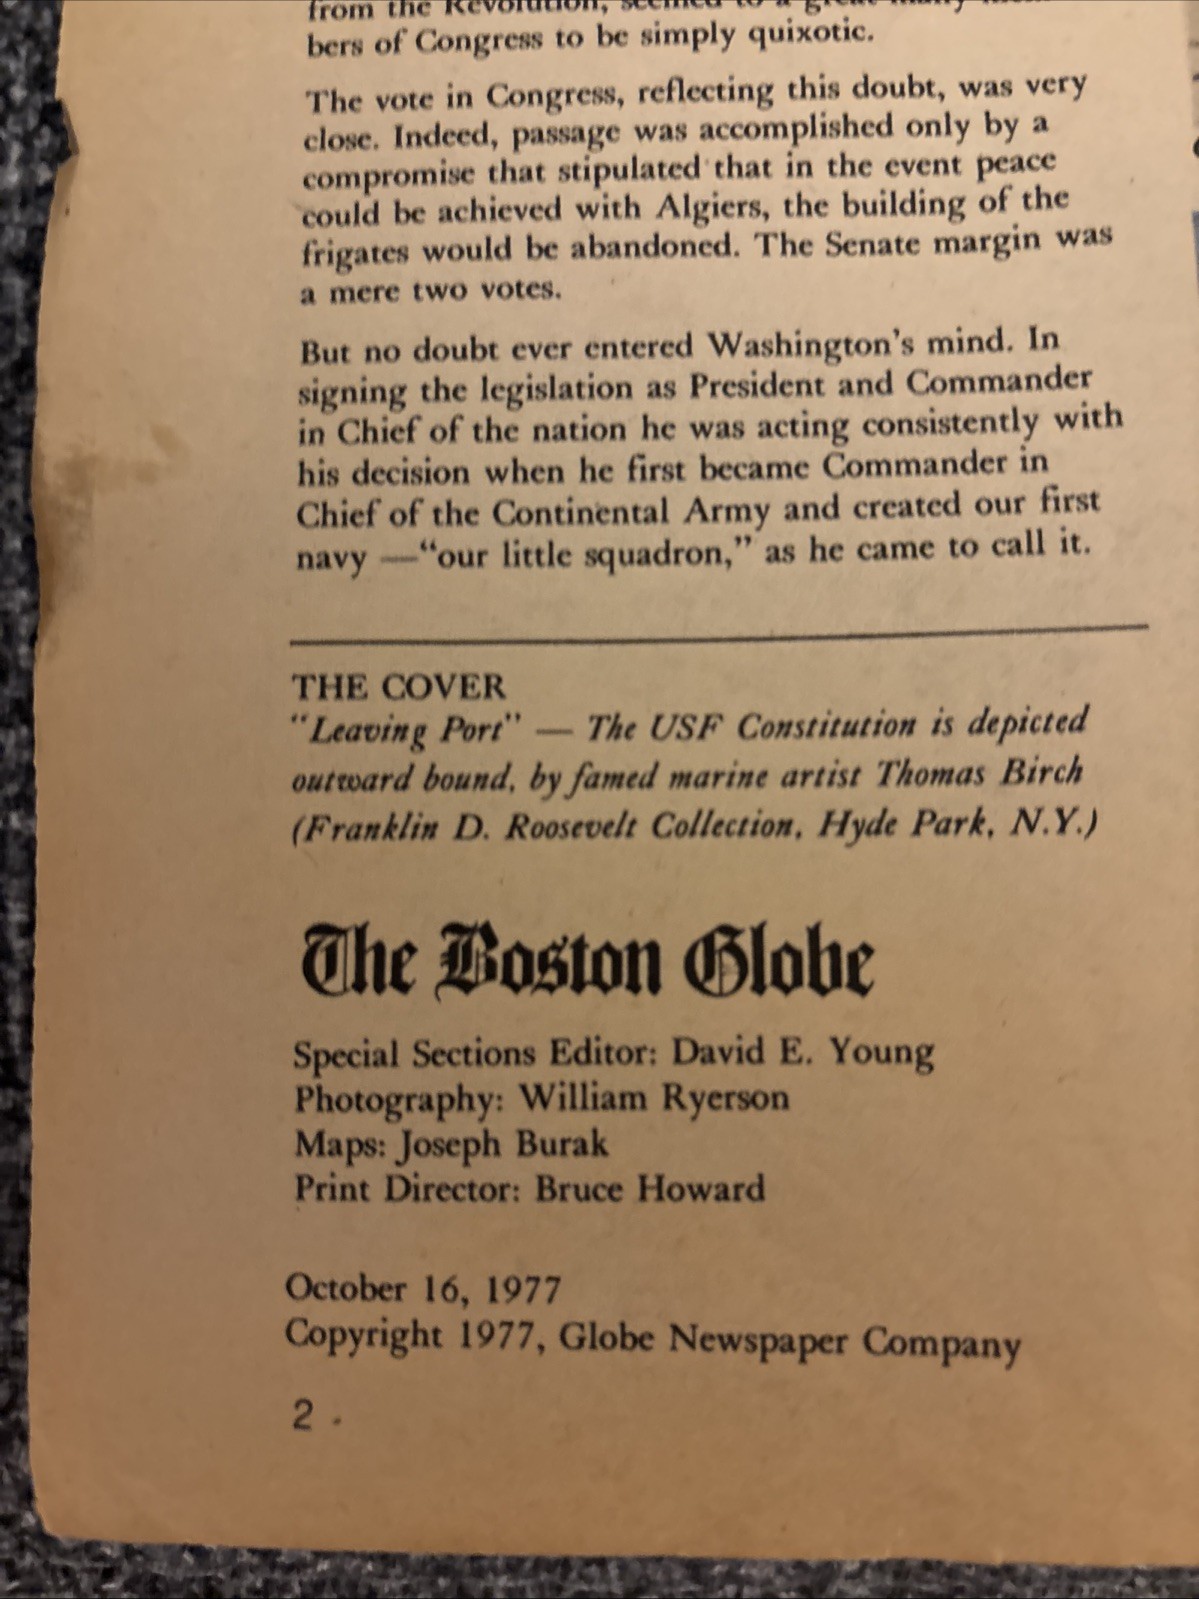 from the Revolution, seemed to a great many mem-
bers of Congress to be simply quixotic.
The vote in Congress, reflecting this doubt, was very
close. Indeed, passage was accomplished only by a
compromise that stipulated that in the event peace
could be achieved with Algiers, the building of the
frigates would be abandoned. The Senate margin was
a mere two votes.
But no doubt ever entered Washington's mind. In
signing the legislation as President and Commander
in Chief of the nation he was acting consistently with
his decision when he first became Commander in
Chief of the Continental Army and created our first
navy —“our little squadron,” as he came to call it.
THE COVER
“Leaving Port” — The USF Constitution is depicted
outward bound, by famed marine artist Thomas Birch
(Franklin D. Roosevelt Collection, Hyde Park, N.Y.)
The Boston Globe
Special Sections Editor: David E. Young
Photography: William Ryerson
Maps: Joseph Burak
Print Director: Bruce Howard
October 16, 1977
Copyright 1977, Globe Newspaper Company
2